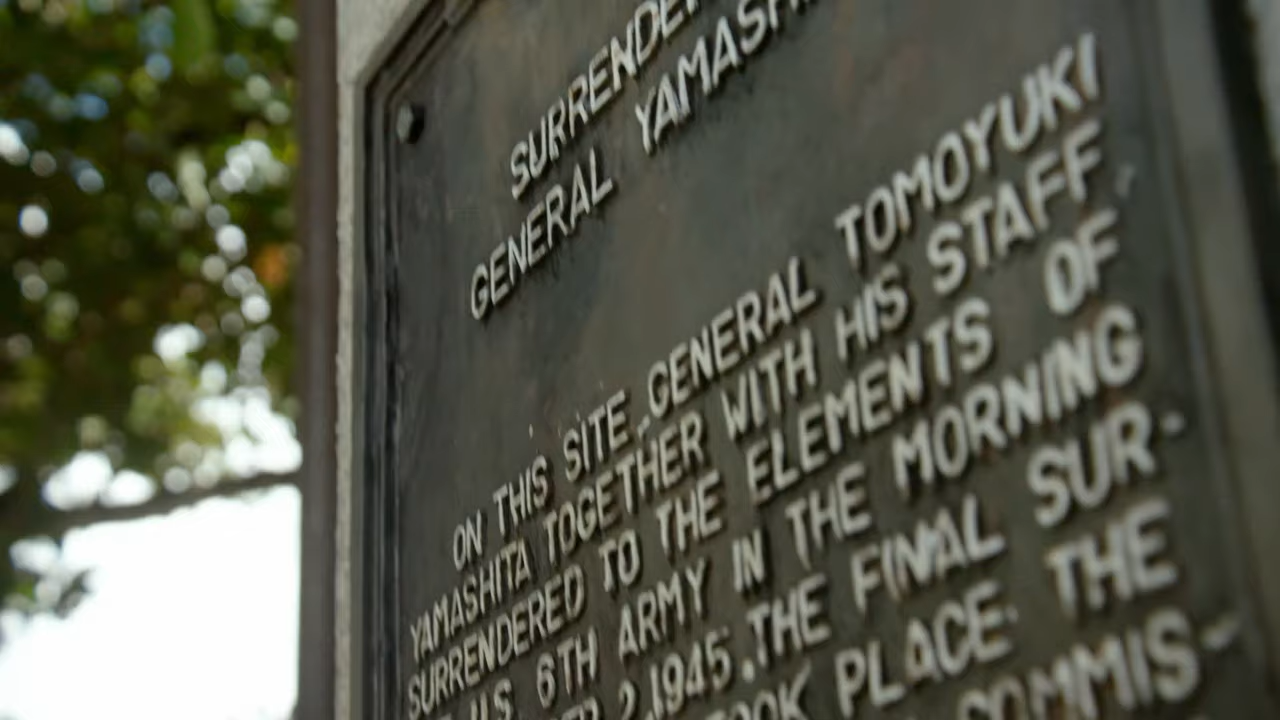 SURRENDER
GENERAL YAMASHI
ON THIS SITE GENERAL TOMOYUKI
YAMASHITA TOGETHER WITH HIS STAFF,
SURRENDERED TO THE ELEMENTS OF
U.S. 6TH ARMY IN THE MORNING
2, 1945. THE FINAL SUR-
TOOK PLACE. THE
COMMIS-